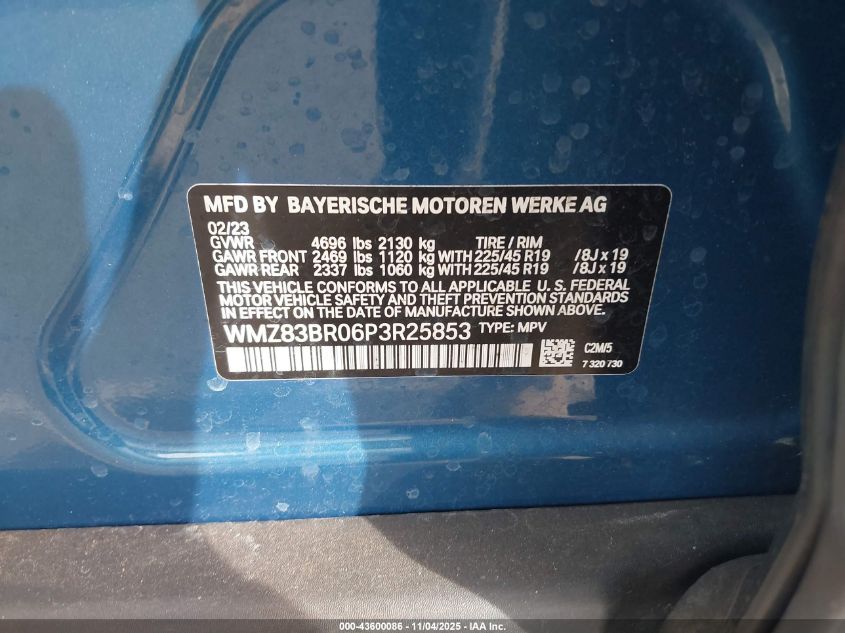 MFD BY BAYERISCHE MOTOREN WERKE AG
02/23
GVWR 4696 lbs 2130 kg TIRE / RIM
GAWR FRONT 2469 lbs 1120 kg WITH 225/45 R19 /8J x 19
GAWR REAR 2337 lbs 1060 kg WITH 225/45 R19 /8J x 19
THIS VEHICLE CONFORMS TO ALL APPLICABLE U. S. FEDERAL
MOTOR VEHICLE SAFETY AND THEFT PREVENTION STANDARDS
IN EFFECT ON THE DATE OF MANUFACTURE SHOWN ABOVE.
WMZ83BR06P3R25853 TYPE: MPV
C2M/5
7 320 730
000-43600086 - 11/04/2025 - IAA Inc.